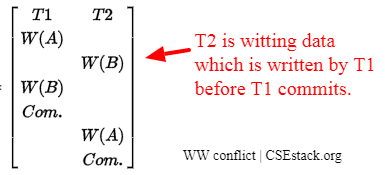 T1 T2
W(A)
W(B)
W(B)
Com.
W(A)
Com.
=
T2 is witting data
which is written by T1
before T1 commits.
WW conflict | CSEstack.org